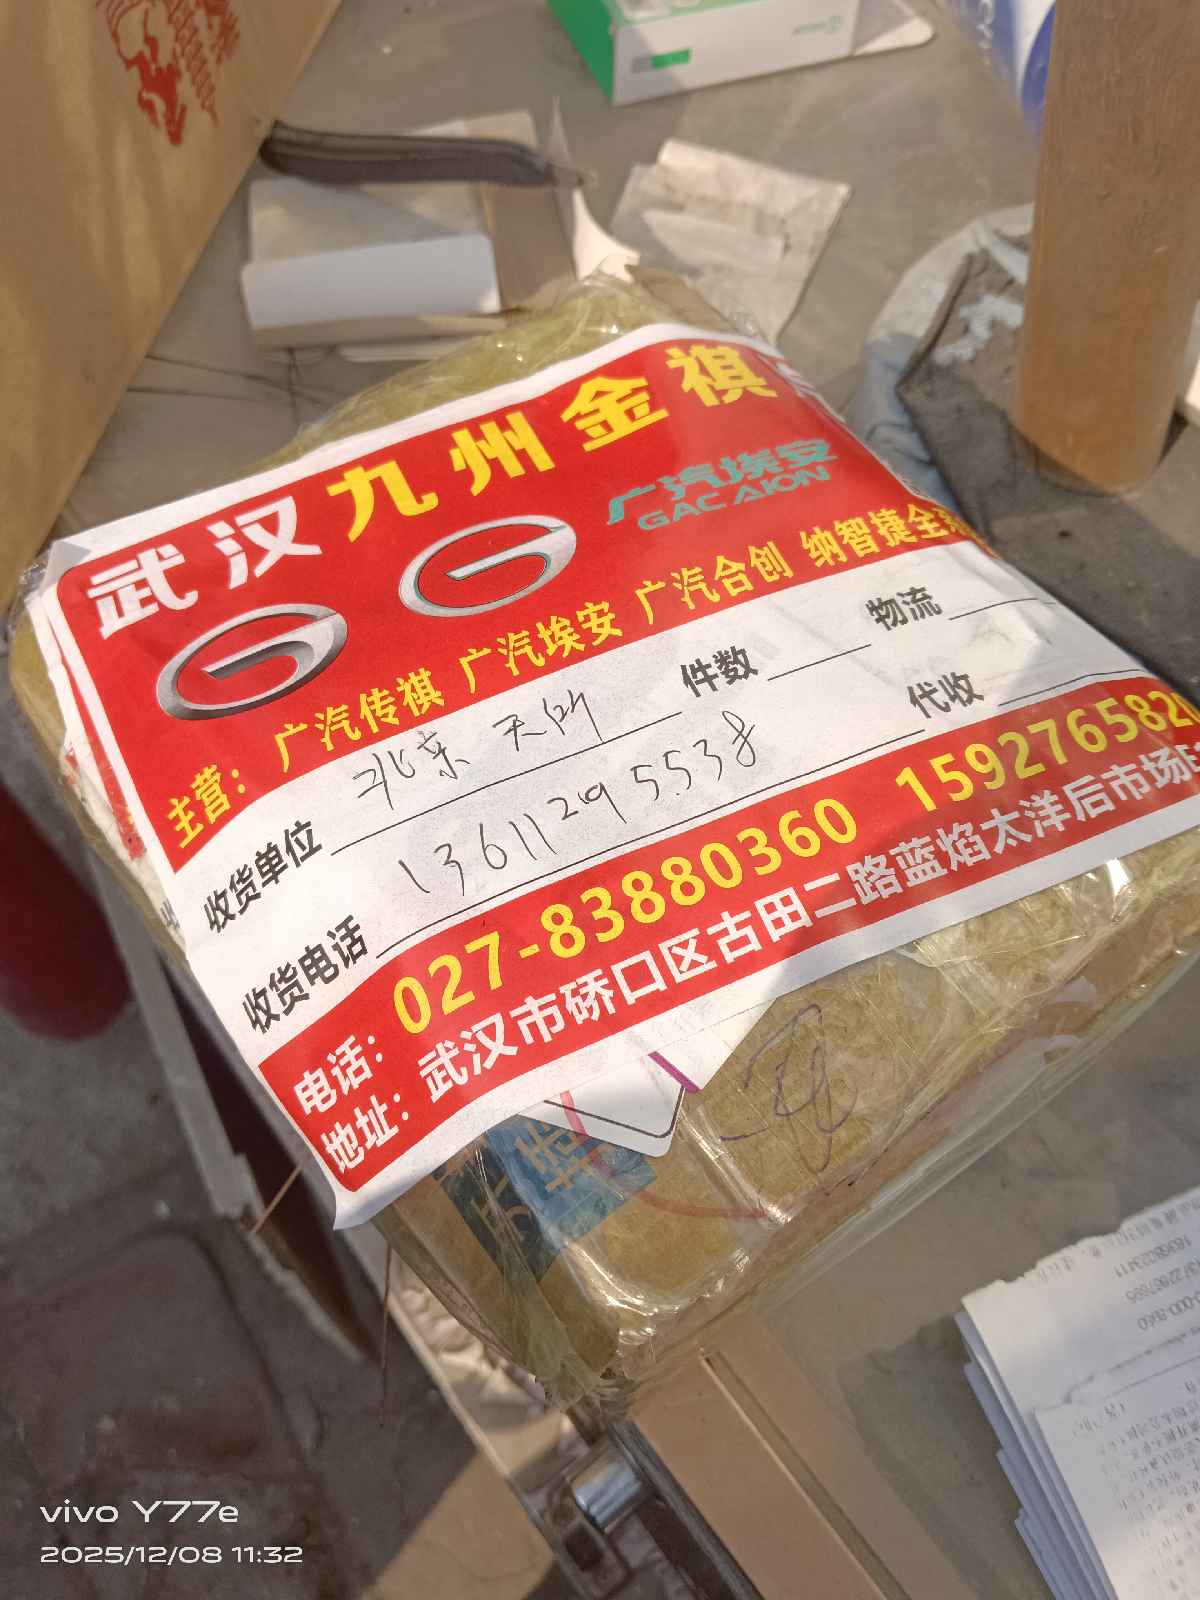 武汉九州金祺
广汽埃安
GAC AION
主营：广汽传祺 广汽埃安 广汽合创 纳智捷全
收货单位 北京 天
件数
物流
收货电话 13611295538
代收
电话：027-83880360 1592765820
地址：武汉市硚口区古田二路蓝焰太洋后市场
vivo Y77e
2025/12/08 11:32